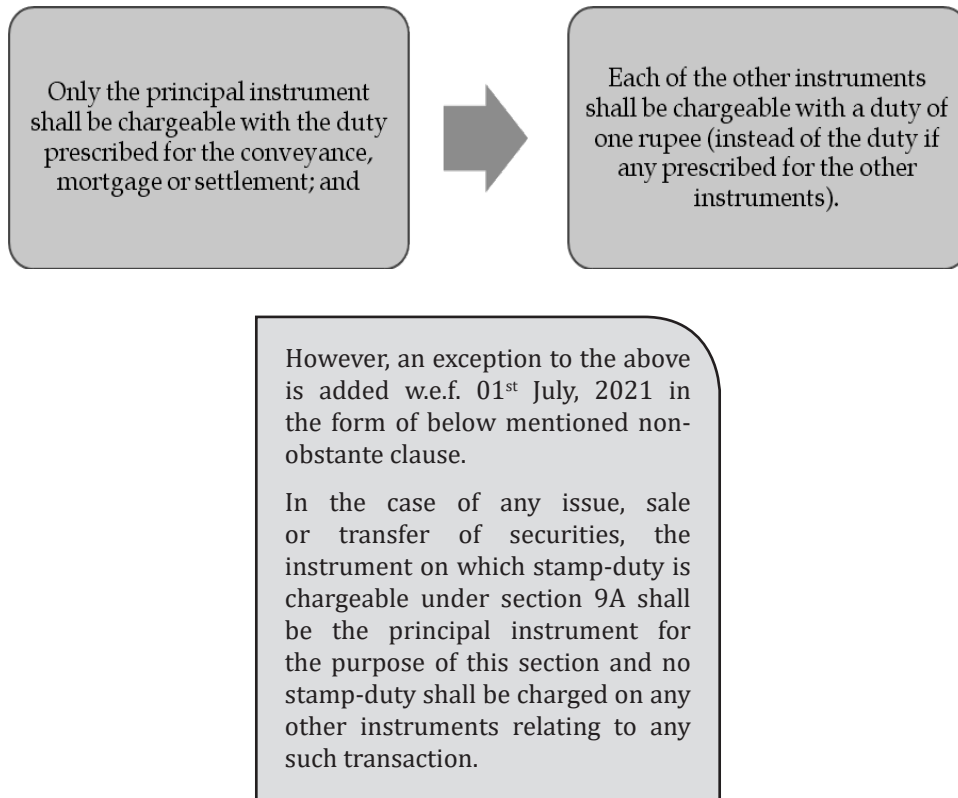 Only the principal instrument
shall be chargeable with the duty
prescribed for the conveyance,
mortgage or settlement; and
Each of the other instruments
shall be chargeable with a duty of
one rupee (instead of the duty if
any prescribed for the other
instruments).
However, an exception to the above
is added w.e.f. 01st July, 2021 in
the form of below mentioned non-
obstante clause.
In the case of any issue, sale
or transfer of securities, the
instrument on which stamp-duty is
chargeable under section 9A shall
be the principal instrument for
the purpose of this section and no
stamp-duty shall be charged on any
other instruments relating to any
such transaction.